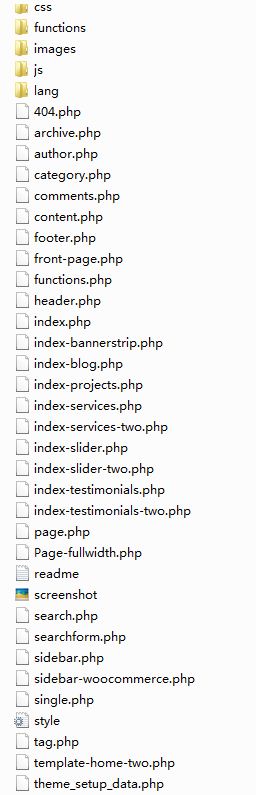 css
functions
images
js
lang
404.php
archive.php
author.php
category.php
comments.php
content.php
footer.php
front-page.php
functions.php
header.php
index.php
index-bannerstrip.php
index-blog.php
index-projects.php
index-services.php
index-services-two.php
index-slider.php
index-slider-two.php
index-testimonials.php
index-testimonials-two.php
page.php
Page-fullwidth.php
readme
screenshot
search.php
searchform.php
sidebar.php
sidebar-woocommerce.php
single.php
style
tag.php
template-home-two.php
theme_setup_data.php